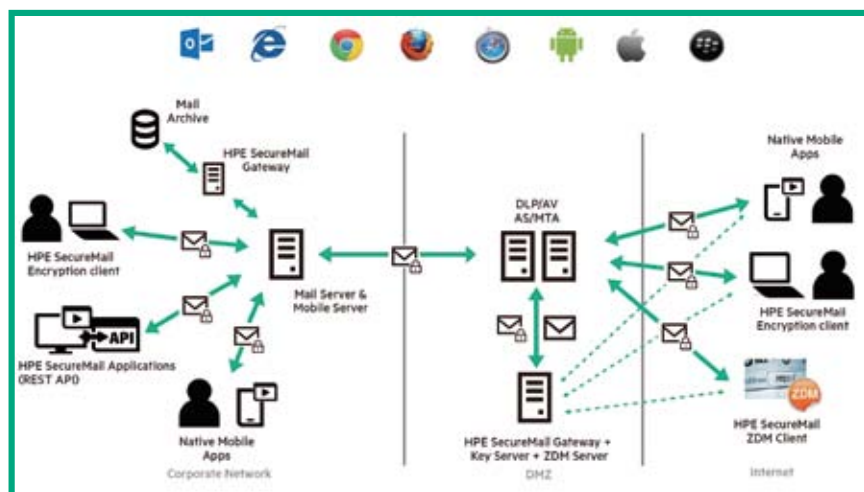 Mail
Archive
HPE SecureMail
Gateway
HPE SecureMail
Encryption client
Mail Server &
Mobile Server
API
HPE SecureMail Applications
(REST API)
Native Mobile
Apps
Corporate Network
DLP/AV
AS/MTA
HPE SecureMail Gateway +
Key Server + ZDM Server
DMZ
Native Mobile
Apps
HPE SecureMail
Encryption client
ZDM
HPE SecureMail
ZDM Client
Internet